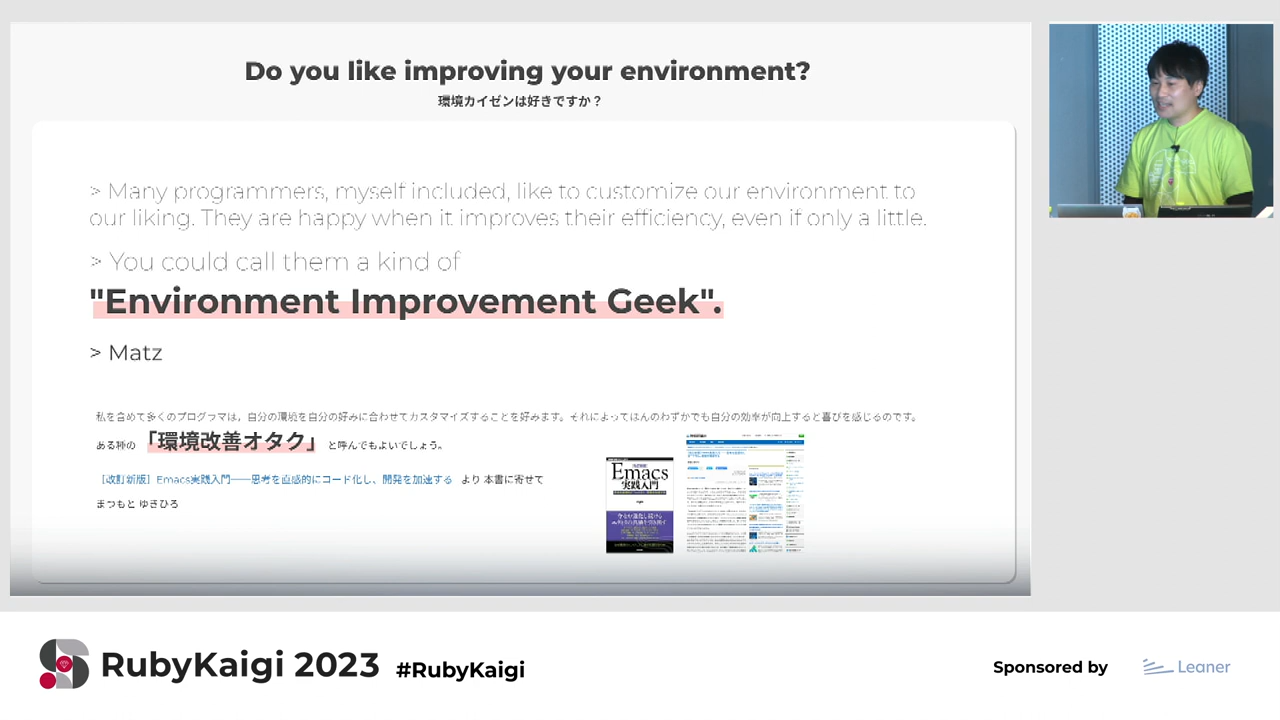 Do you like improving your environment?
環境カイゼンは好きですか？
> Many programmers, myself included, like to customize our environment to
our liking. They are happy when it improves their efficiency, even if only a little.
> You could call them a kind of
"Environment Improvement Geek".
> Matz
私を含めて多くのプログラマは，自分の環境を自分の好みに合わせてカスタマイズすることを好みます。それによってほんのわずかでも自分の効率が向上すると喜びを感じるのです。
ある種の 「環境改善オタク」 と呼んでもよいでしょう。
［改訂新版］Emacs実践入門――思考を直感的にコード化し、開発を加速する より 本書に寄せて
まつもと ゆきひろ
Emacs
実践入門
RubyKaigi 2023 #RubyKaigi
Sponsored by Leaner